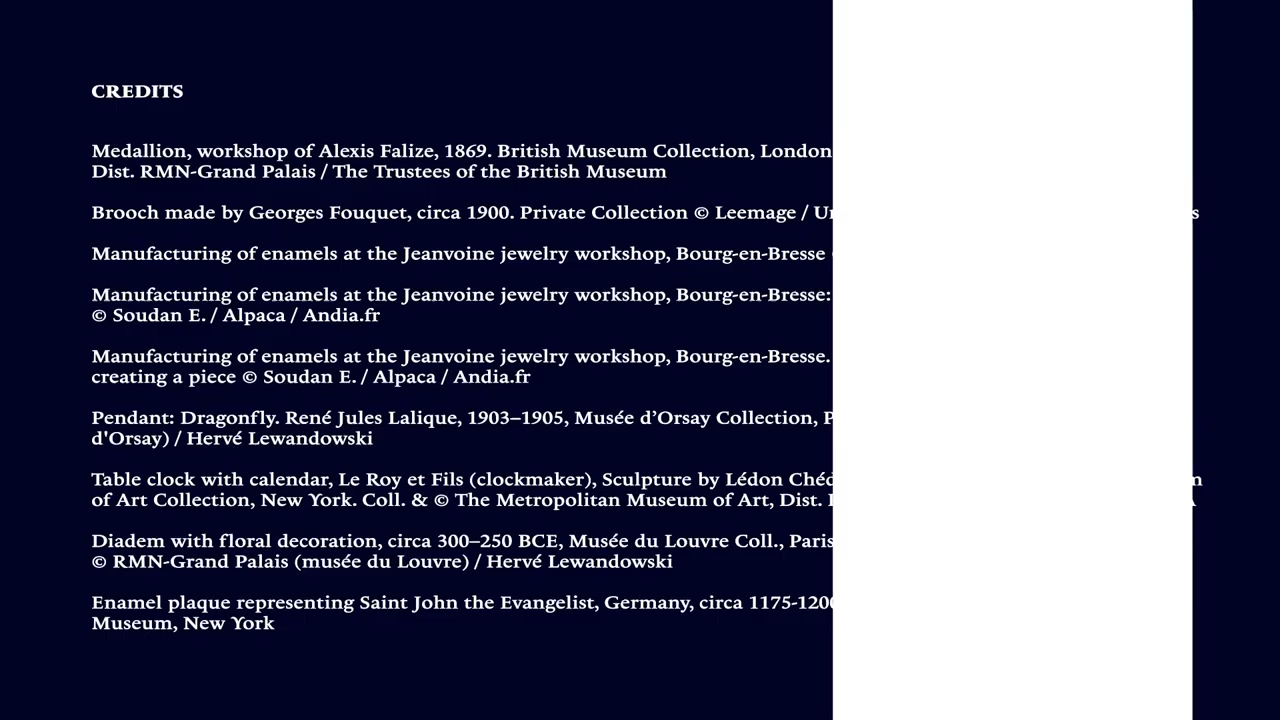 CREDITS
Medallion, workshop of Alexis Falize, 1869. British Museum Collection, London
Dist. RMN-Grand Palais / The Trustees of the British Museum
Brooch made by Georges Fouquet, circa 1900. Private Collection © Leemage /
Manufacturing of enamels at the Jeanvoine jewelry workshop, Bourg-en-Bresse
Manufacturing of enamels at the Jeanvoine jewelry workshop, Bourg-en-Bresse:
© Soudan E. / Alpaca / Andia.fr
Manufacturing of enamels at the Jeanvoine jewelry workshop, Bourg-en-Bresse.
creating a piece © Soudan E. / Alpaca / Andia.fr
Pendant: Dragonfly. René Jules Lalique, 1903–1905, Musée d’Orsay Collection,
d'Orsay) / Hervé Lewandowski
Table clock with calendar, Le Roy et Fils (clockmaker), Sculpture by Lédon
of Art Collection, New York. Coll. & © The Metropolitan Museum of Art, Dist.
Diadem with floral decoration, circa 300–250 BCE, Musée du Louvre Coll., Paris
© RMN-Grand Palais (musée du Louvre) / Hervé Lewandowski
Enamel plaque representing Saint John the Evangelist, Germany, circa 1175-1200
Museum, New York